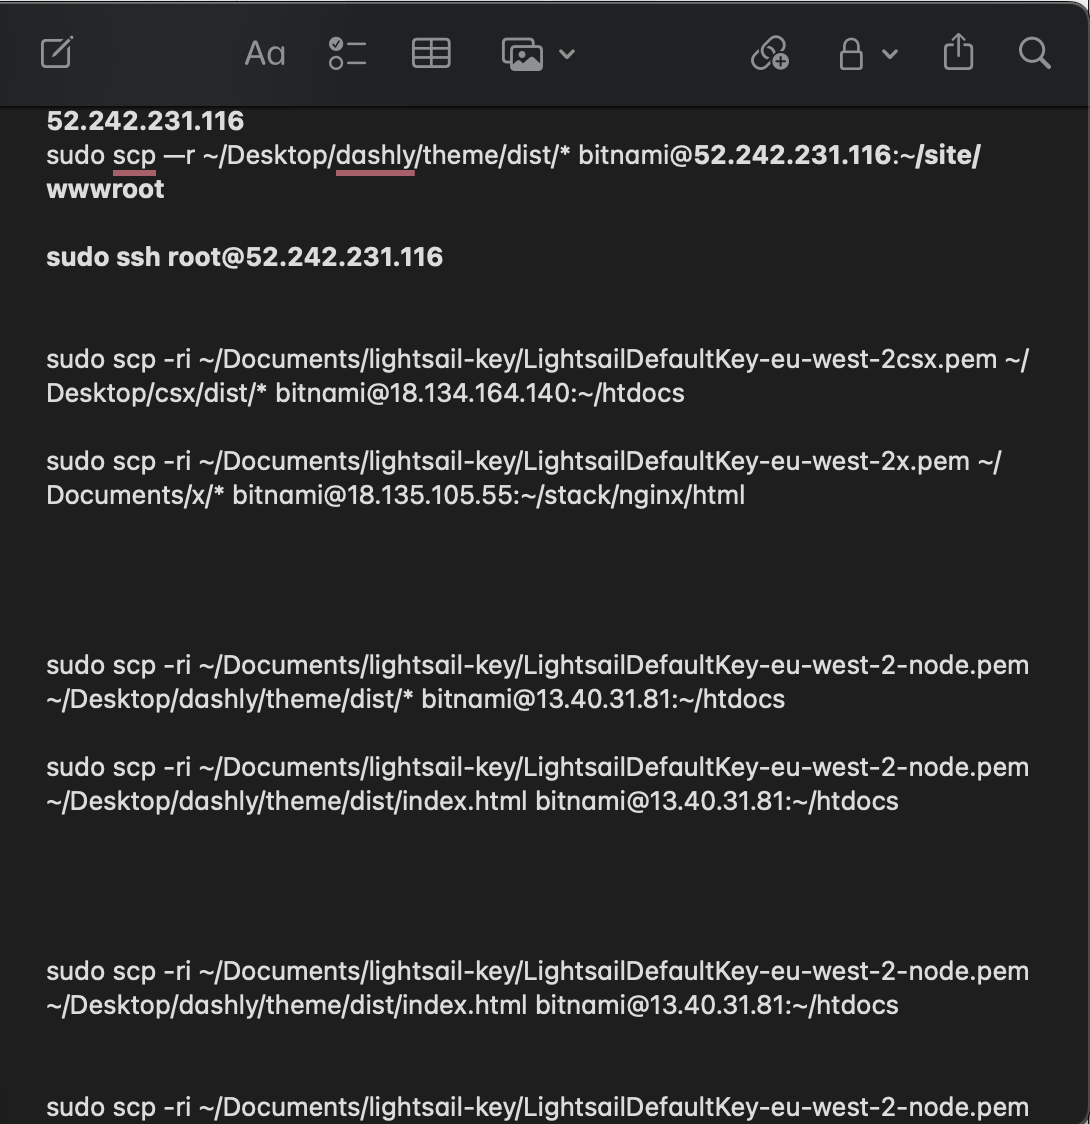 Aa
52.242.231.116
sudo scp —r ~/Desktop/dashly/theme/dist/* bitnami@52.242.231.116:~/site/
wwwroot
sudo ssh root@52.242.231.116
sudo scp -ri ~/Documents/lightsail-key/LightsailDefaultKey-eu-west-2csx.pem ~/
Desktop/csx/dist/* bitnami@18.134.164.140:~/htdocs
sudo scp -ri ~/Documents/lightsail-key/LightsailDefaultKey-eu-west-2x.pem ~/
Documents/x/* bitnami@18.135.105.55:~/stack/nginx/html
sudo scp -ri ~/Documents/lightsail-key/LightsailDefaultKey-eu-west-2-node.pem
~/Desktop/dashly/theme/dist/* bitnami@13.40.31.81:~/htdocs
sudo scp -ri ~/Documents/lightsail-key/LightsailDefaultKey-eu-west-2-node.pem
~/Desktop/dashly/theme/dist/index.html bitnami@13.40.31.81:~/htdocs
sudo scp -ri ~/Documents/lightsail-key/LightsailDefaultKey-eu-west-2-node.pem
~/Desktop/dashly/theme/dist/index.html bitnami@13.40.31.81:~/htdocs
sudo scp -ri ~/Documents/lightsail-key/LightsailDefaultKey-eu-west-2-node.pem